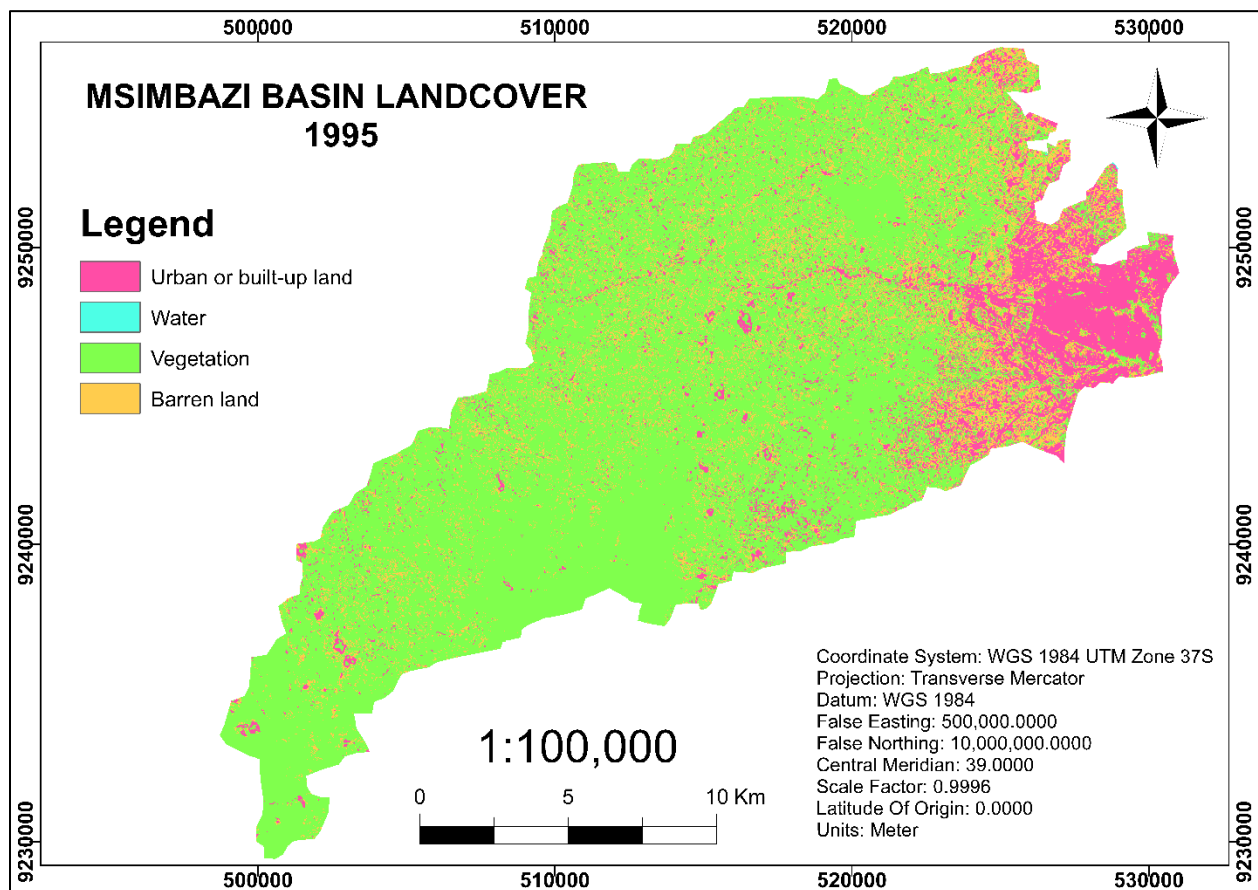 500000 510000 520000 530000
MSIMBAZI BASIN LANDCOVER
1995
Legend
Urban or built-up land
Water
Vegetation
Barren land
9250000
9240000
9230000
9250000
9240000
9230000
1:100,000
0 5 10 Km
Coordinate System: WGS 1984 UTM Zone 37S
Projection: Transverse Mercator
Datum: WGS 1984
False Easting: 500,000.0000
False Northing: 10,000,000.0000
Central Meridian: 39.0000
Scale Factor: 0.9996
Latitude Of Origin: 0.0000
Units: Meter
500000 510000 520000 530000